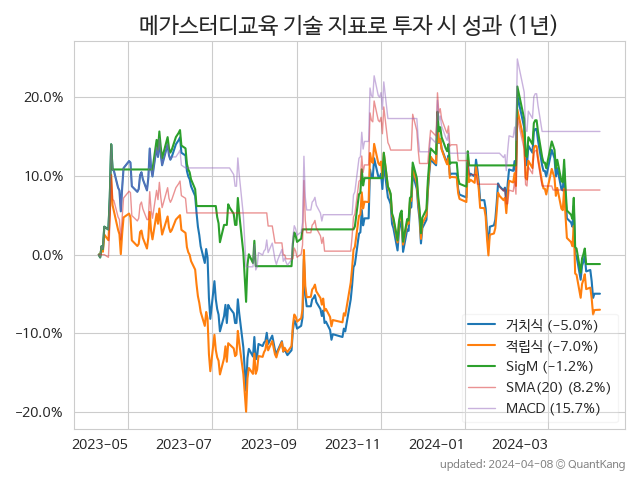 메가스터디교육 기술 지표로 투자 시 성과 (1년)
20.0%
10.0%
0.0%
−10.0%
−20.0%
거치식 (−5.0%)
적립식 (−7.0%)
SigM (−1.2%)
SMA(20) (8.2%)
MACD (15.7%)
2023−05
2023−07
2023−09
2023−11
2024−01
2024−03
updated: 2024−04−08 © QuantKang